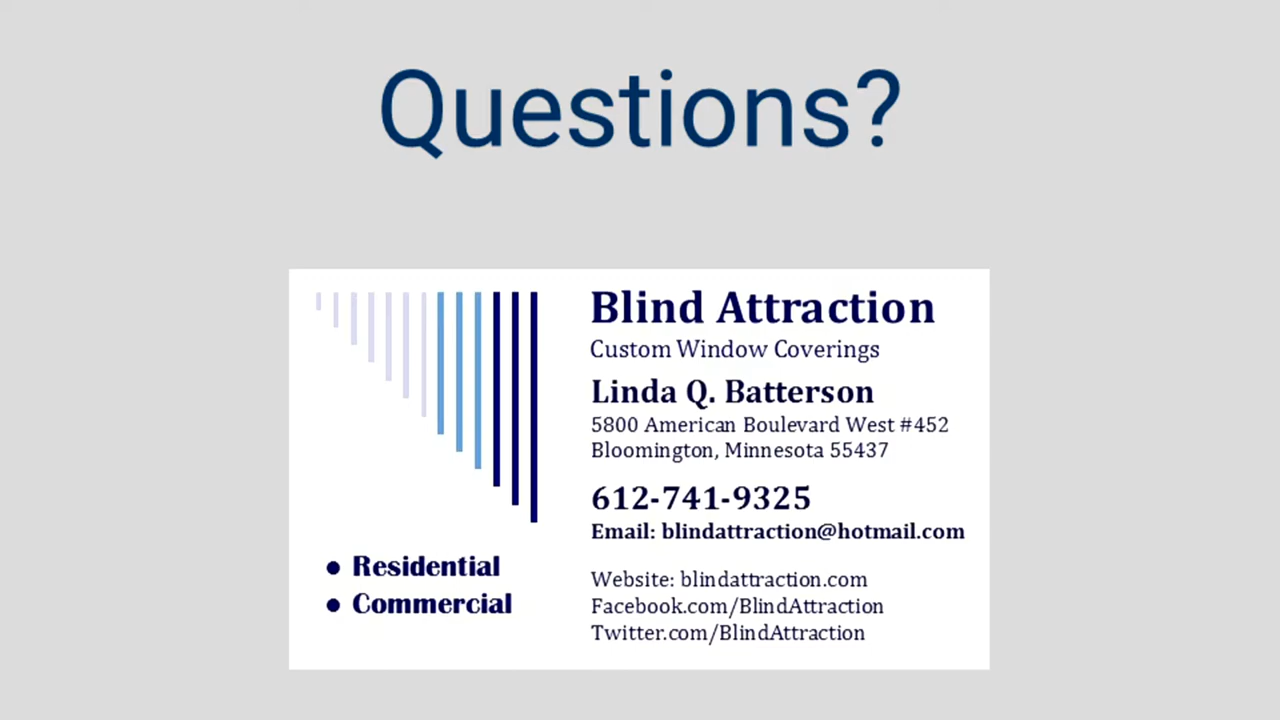 Questions?
Blind Attraction
Custom Window Coverings
Linda Q. Batterson
5800 American Boulevard West #452
Bloomington, Minnesota 55437
612-741-9325
Email: blindattraction@hotmail.com
Website: blindattraction.com
Facebook.com/BlindAttraction
Twitter.com/BlindAttraction
• Residential
• Commercial